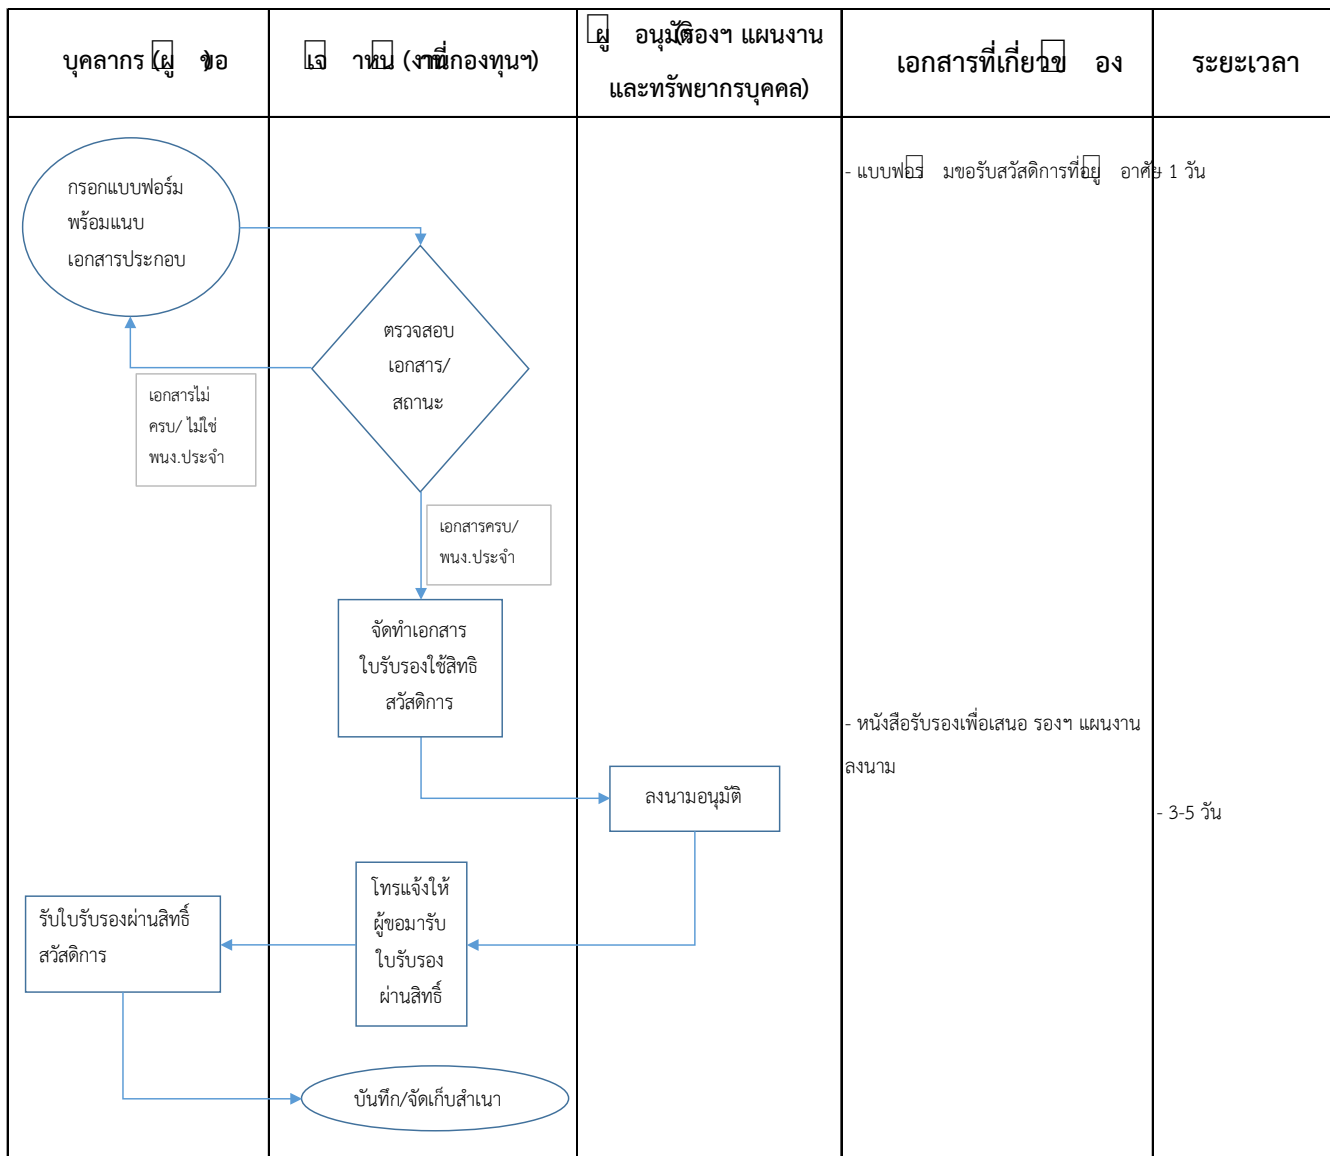 บุคลากร (ผู้ขอ)
เจ้าหน้าที่ (งานกองทุนฯ)
ผู้อนุมัติ (รองฯ แผนงาน
และทรัพยากรบุคคล)
เอกสารที่เกี่ยวข้อง
ระยะเวลา
กรอกแบบฟอร์ม
พร้อมแนบ
เอกสารประกอบ
- แบบฟอร์มขอรับสวัสดิการที่อยู่อาศัย
- 1 วัน
ตรวจสอบ
เอกสาร/
สถานะ
เอกสารไม่
ครบ/ ไม่ใช่
พนง.ประจำ
เอกสารครบ/
พนง.ประจำ
จัดทำเอกสาร
ใบรับรองใช้สิทธิ
สวัสดิการ
- หนังสือรับรองเพื่อเสนอ รองฯ แผนงาน
ลงนาม
ลงนามอนุมัติ
- 3-5 วัน
โทรแจ้งให้
ผู้ขอมารับ
ใบรับรอง
ผ่านสิทธิ์
รับใบรับรองผ่านสิทธิ์
สวัสดิการ
บันทึก/จัดเก็บสำเนา